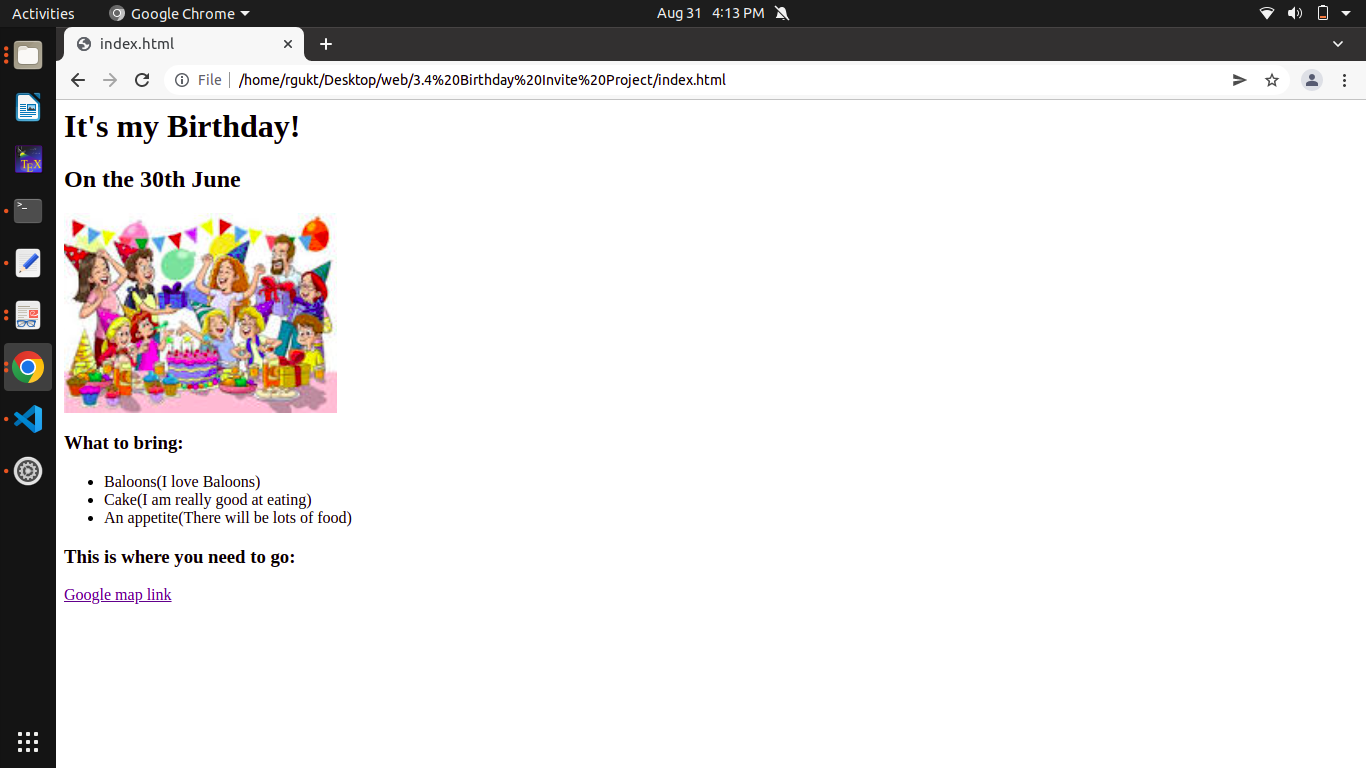 Activities
Google Chrome
Aug 31 4:13 PM
index.html
File
/home/rgukt/Desktop/web/3.4%20Birthday%20Invite%20Project/index.html
It's my Birthday!
On the 30th June
What to bring:
Baloons(I love Baloons)
Cake(I am really good at eating)
An appetite(There will be lots of food)
This is where you need to go:
Google map link